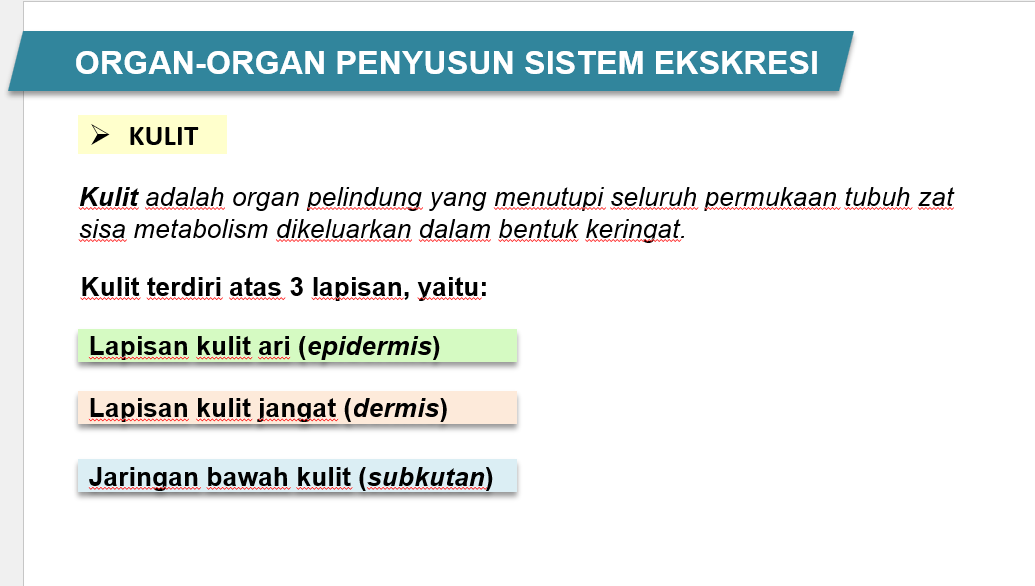 ORGAN-ORGAN PENYUSUN SISTEM EKSKRESI
KULIT
Kulit adalah organ pelindung yang menutupi seluruh permukaan tubuh zat
sisa metabolism dikeluarkan dalam bentuk keringat.
Kulit terdiri atas 3 lapisan, yaitu:
Lapisan kulit ari (epidermis)
Lapisan kulit jangat (dermis)
Jaringan bawah kulit (subkutan)